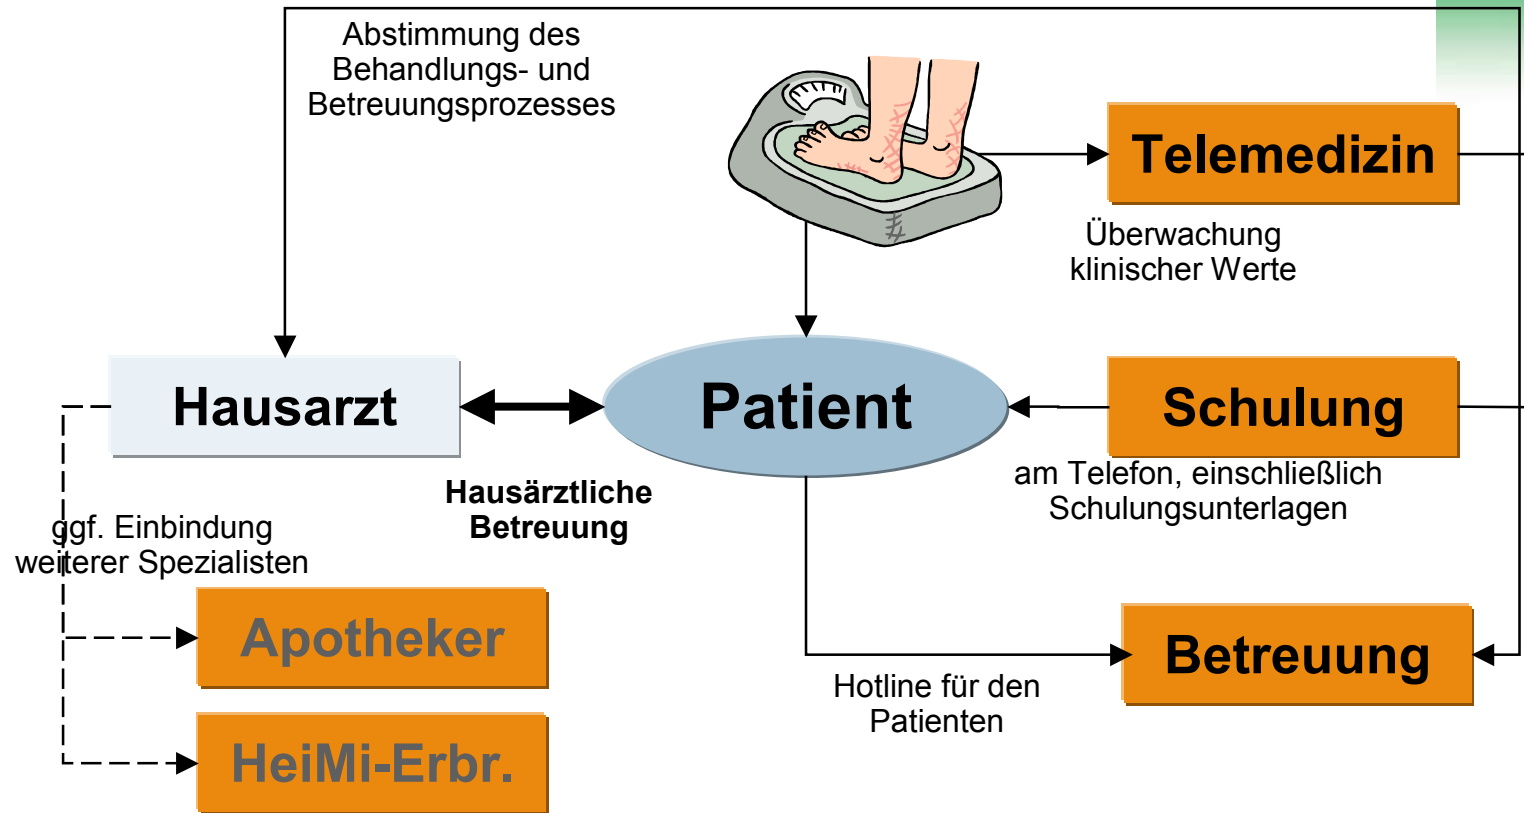 Abstimmung des
Behandlungs- und
Betreuungsprozesses
Telemedizin
Überwachung
klinischer Werte
Hausarzt
Patient
Schulung
Hausärztliche
Betreuung
am Telefon, einschließlich
Schulungsunterlagen
ggf. Einbindung
weiterer Spezialisten
Apotheker
Betreuung
Hotline für den
Patienten
HeiMi-Erbr.